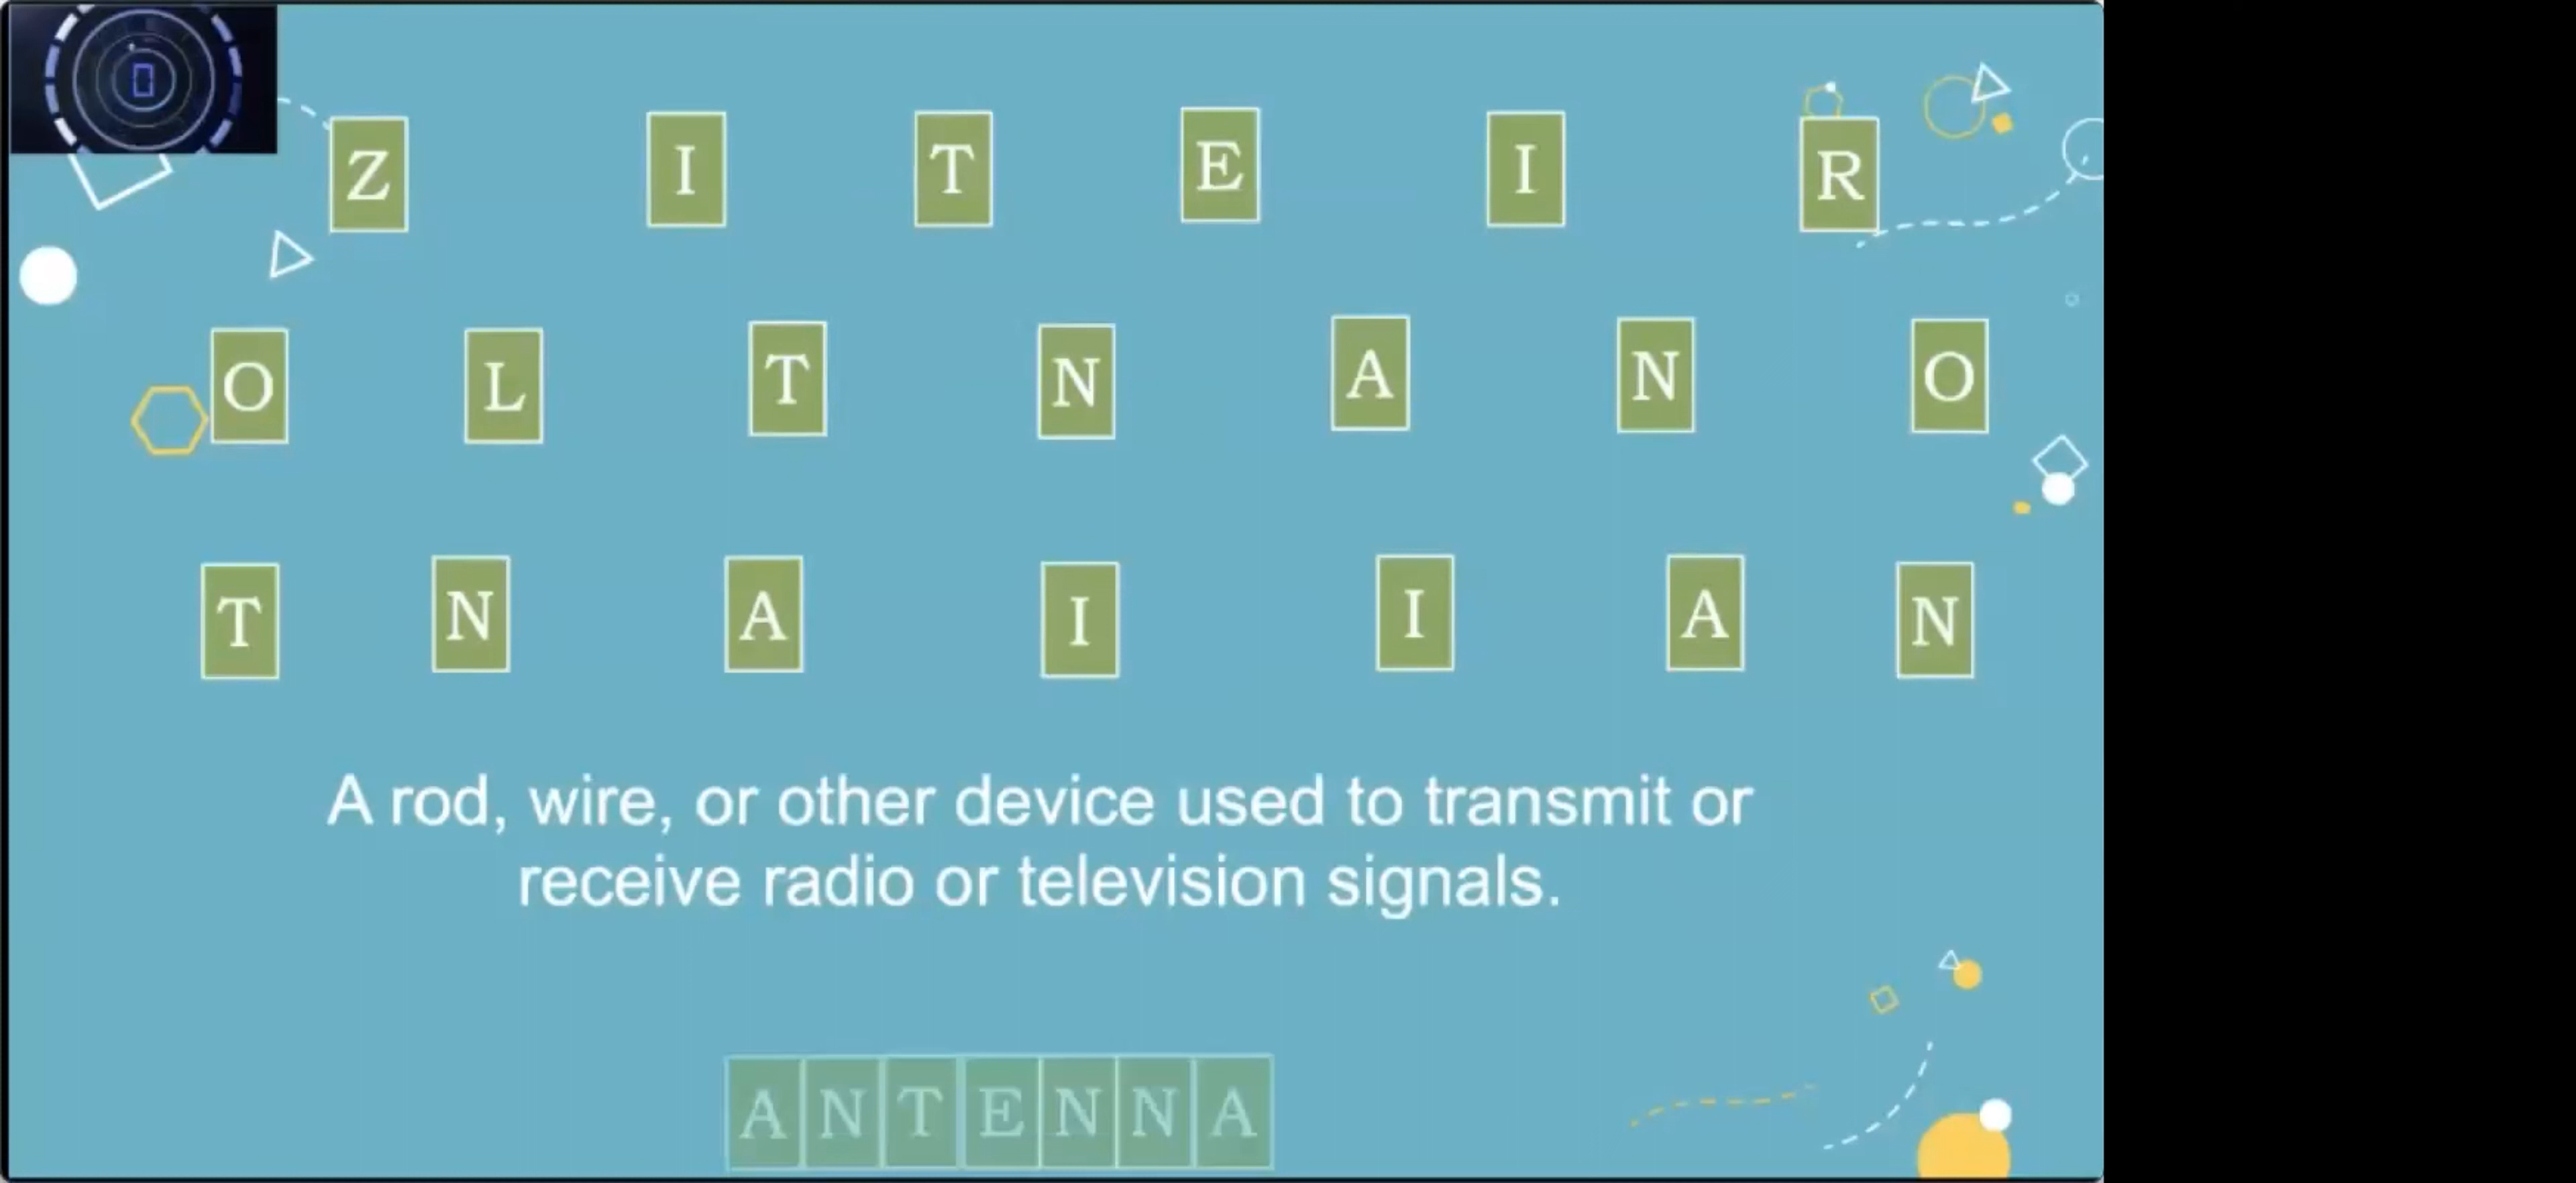 Z I T E I R
O L T N A N O
T N A I I A N
A rod, wire, or other device used to transmit or
receive radio or television signals.
ANTENNA